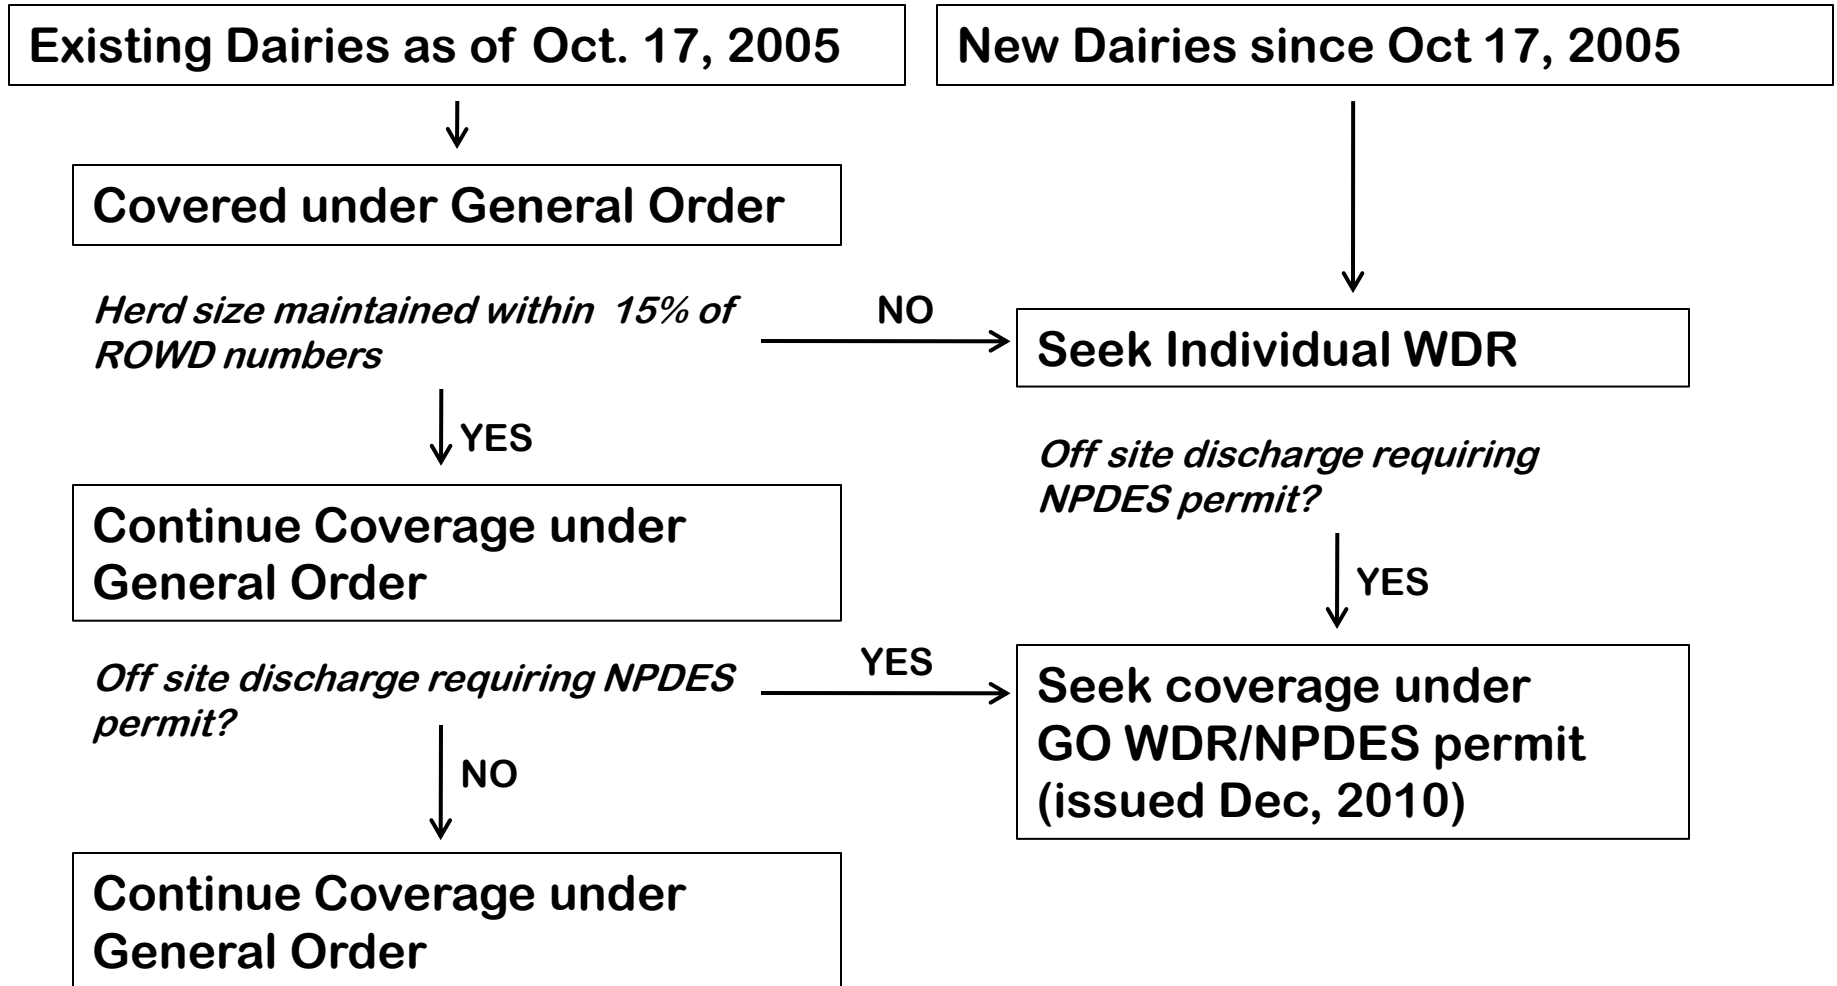 Existing Dairies as of Oct. 17, 2005
New Dairies since Oct 17, 2005
Covered under General Order
Herd size maintained within 15% of
ROWD numbers
NO
Seek Individual WDR
YES
Off site discharge requiring
NPDES permit?
Continue Coverage under
General Order
YES
Off site discharge requiring NPDES
permit?
YES
Seek coverage under
GO WDR/NPDES permit
(issued Dec, 2010)
NO
Continue Coverage under
General Order